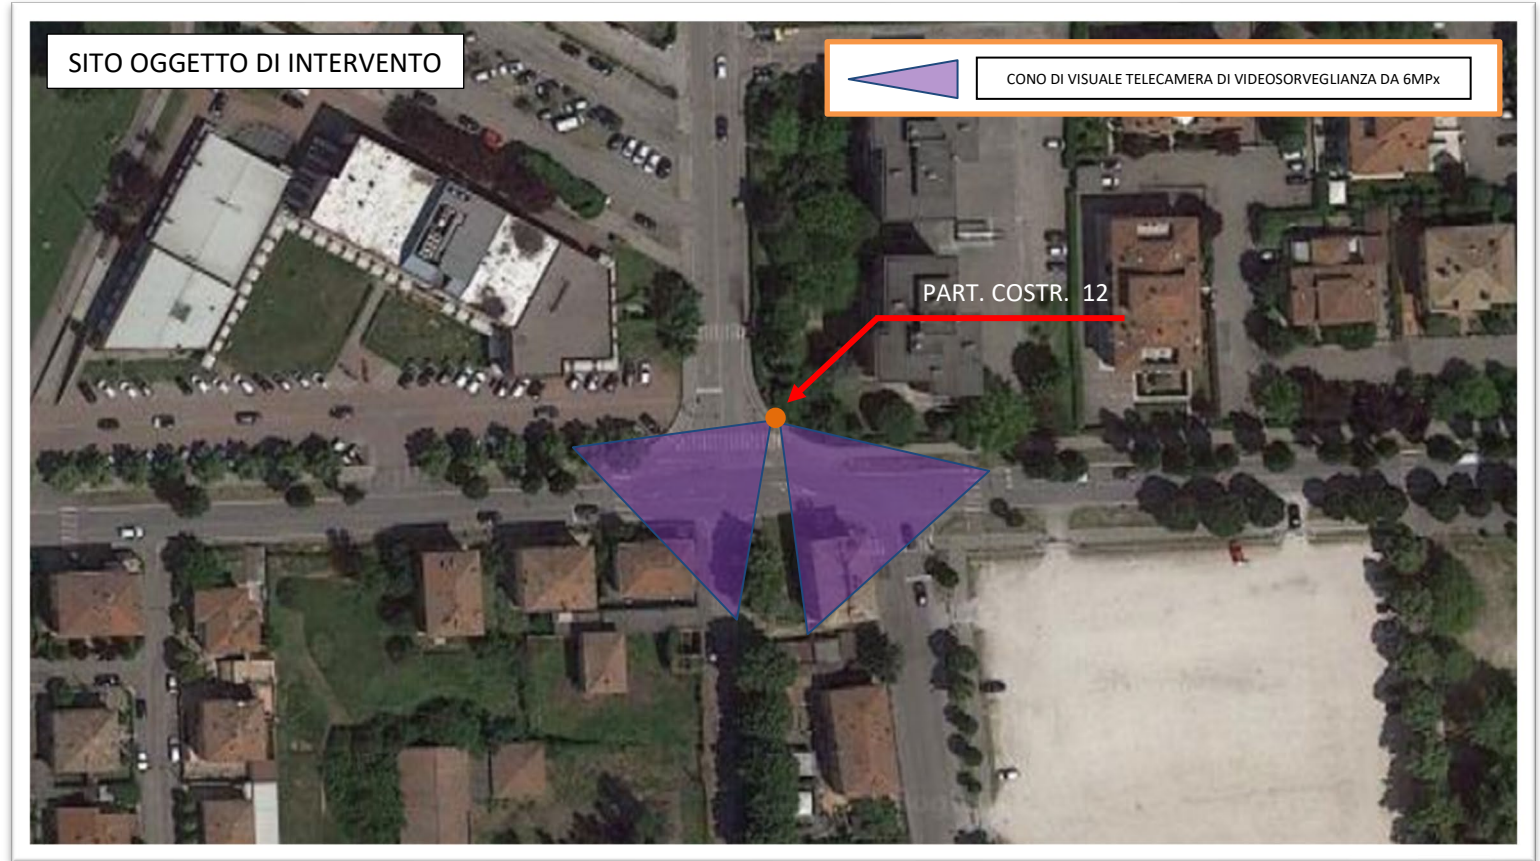 SITO OGGETTO DI INTERVENTO
CONO DI VISUALE TELECAMERA DI VIDEOSORVEGLIANZA DA 6MPx
PART. COSTR. 12